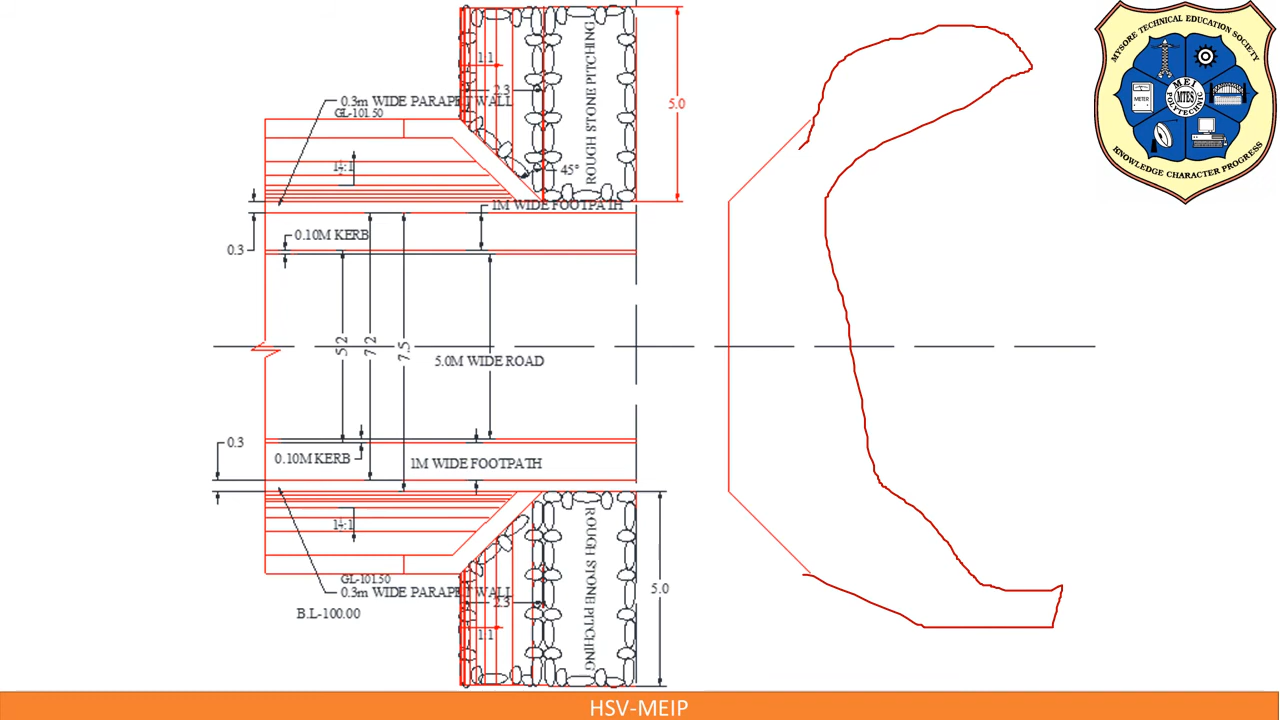 1:1
2.3
0.3m WIDE PARAPET WALL
GL-101.50
ROUGH STONE PITCHING
5.0
1½:1
45°
1M WIDE FOOTPATH
0.10M KERB
0.3
5.2
7.2
7.5
5.0M WIDE ROAD
0.3
0.10M KERB
1M WIDE FOOTPATH
1½:1
GL-101.50
0.3m WIDE PARAPET WALL
B.L-100.00
2.3
1:1
ROUGH STONE PITCHING
5.0
MYSORE TECHNICAL EDUCATION SOCIETY
METER
MEI
MTES
POLYTECHNIC
KNOWLEDGE CHARACTER PROGRESS
HSV-MEIP